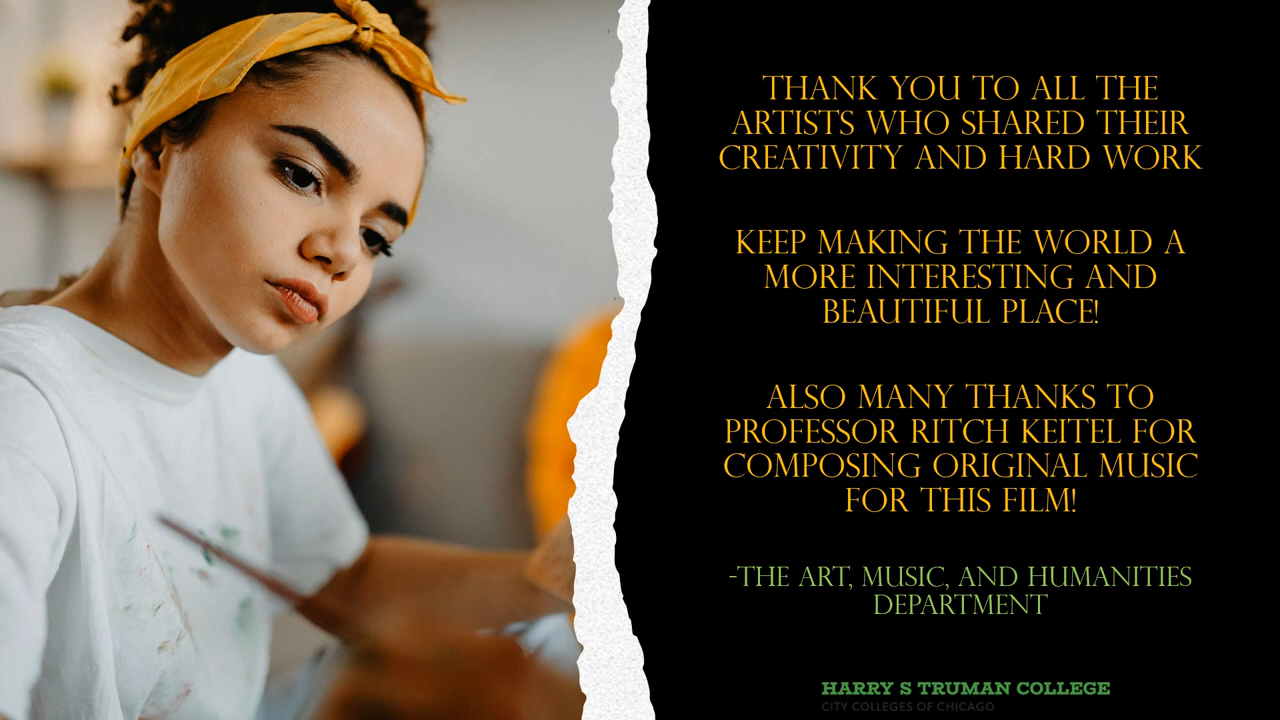 THANK YOU TO ALL THE
ARTISTS WHO SHARED THEIR
CREATIVITY AND HARD WORK
KEEP MAKING THE WORLD A
MORE INTERESTING AND
BEAUTIFUL PLACE!
ALSO MANY THANKS TO
PROFESSOR RITCH KEITEL FOR
COMPOSING ORIGINAL MUSIC
FOR THIS FILM!
-THE ART, MUSIC, AND HUMANITIES
DEPARTMENT
HARRY S TRUMAN COLLEGE
CITY COLLEGES OF CHICAGO